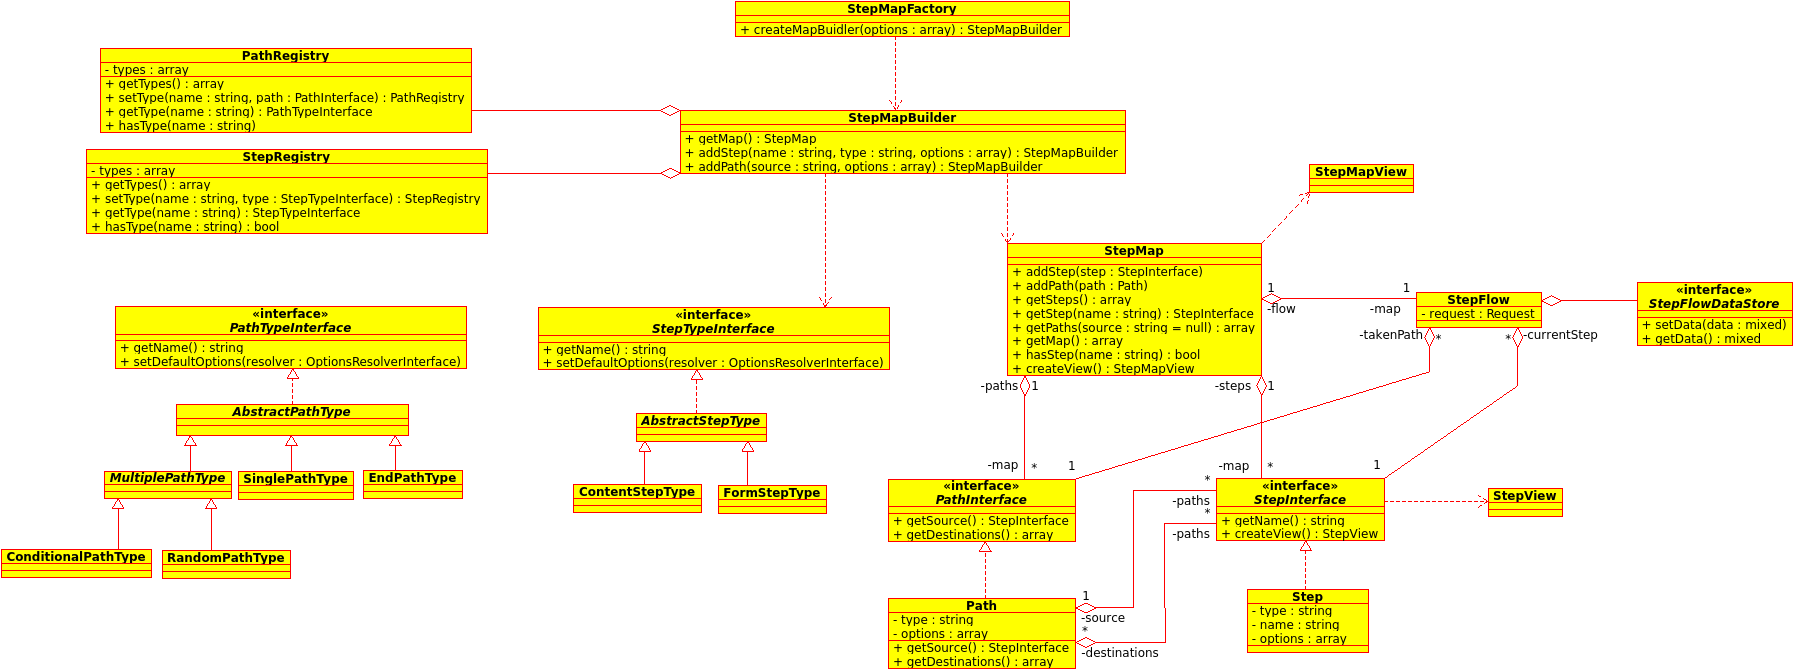 StepMapFactory
+ createMapBuidler(options : array) : StepMapBuilder
PathRegistry
- types : array
+ getTypes() : array
+ setType(name : string, path : PathInterface) : PathRegistry
+ getType(name : string) : PathTypeInterface
+ hasType(name : string)
StepMapBuilder
+ getMap() : StepMap
+ addStep(name : string, type : string, options : array) : StepMapBuilder
+ addPath(source : string, options : array) : StepMapBuilder
StepRegistry
- types : array
+ getTypes() : array
+ setType(name : string, type : StepTypeInterface) : StepRegistry
+ getType(name : string) : StepTypeInterface
+ hasType(name : string) : bool
StepMapView
StepMap
+ addStep(step : StepInterface)
+ addPath(path : Path)
+ getSteps() : array
+ getStep(name : string) : StepInterface
+ getPaths(source : string = null) : array
+ getMap() : array
+ hasStep(name : string) : bool
+ createView() : StepMapView
1
-flow
1
-map
StepFlow
- request : Request
«interface»
StepFlowDataStore
+ setData(data : mixed)
+ getData() : mixed
-takenPath
*
*
-currentStep
«interface»
PathTypeInterface
+ getName() : string
+ setDefaultOptions(resolver : OptionsResolverInterface)
«interface»
StepTypeInterface
+ getName() : string
+ setDefaultOptions(resolver : OptionsResolverInterface)
-paths
1
-steps
1
AbstractPathType
AbstractStepType
MultiplePathType
SinglePathType
EndPathType
ContentStepType
FormStepType
ConditionalPathType
RandomPathType
-map
*
1
-map
*
1
«interface»
PathInterface
+ getSource() : StepInterface
+ getDestinations() : array
*
-paths
*
-paths
«interface»
StepInterface
+ getName() : string
+ createView() : StepView
StepView
Path
- type : string
- options : array
+ getSource() : StepInterface
+ getDestinations() : array
1
-source
*
-destinations
Step
- type : string
- name : string
- options : array